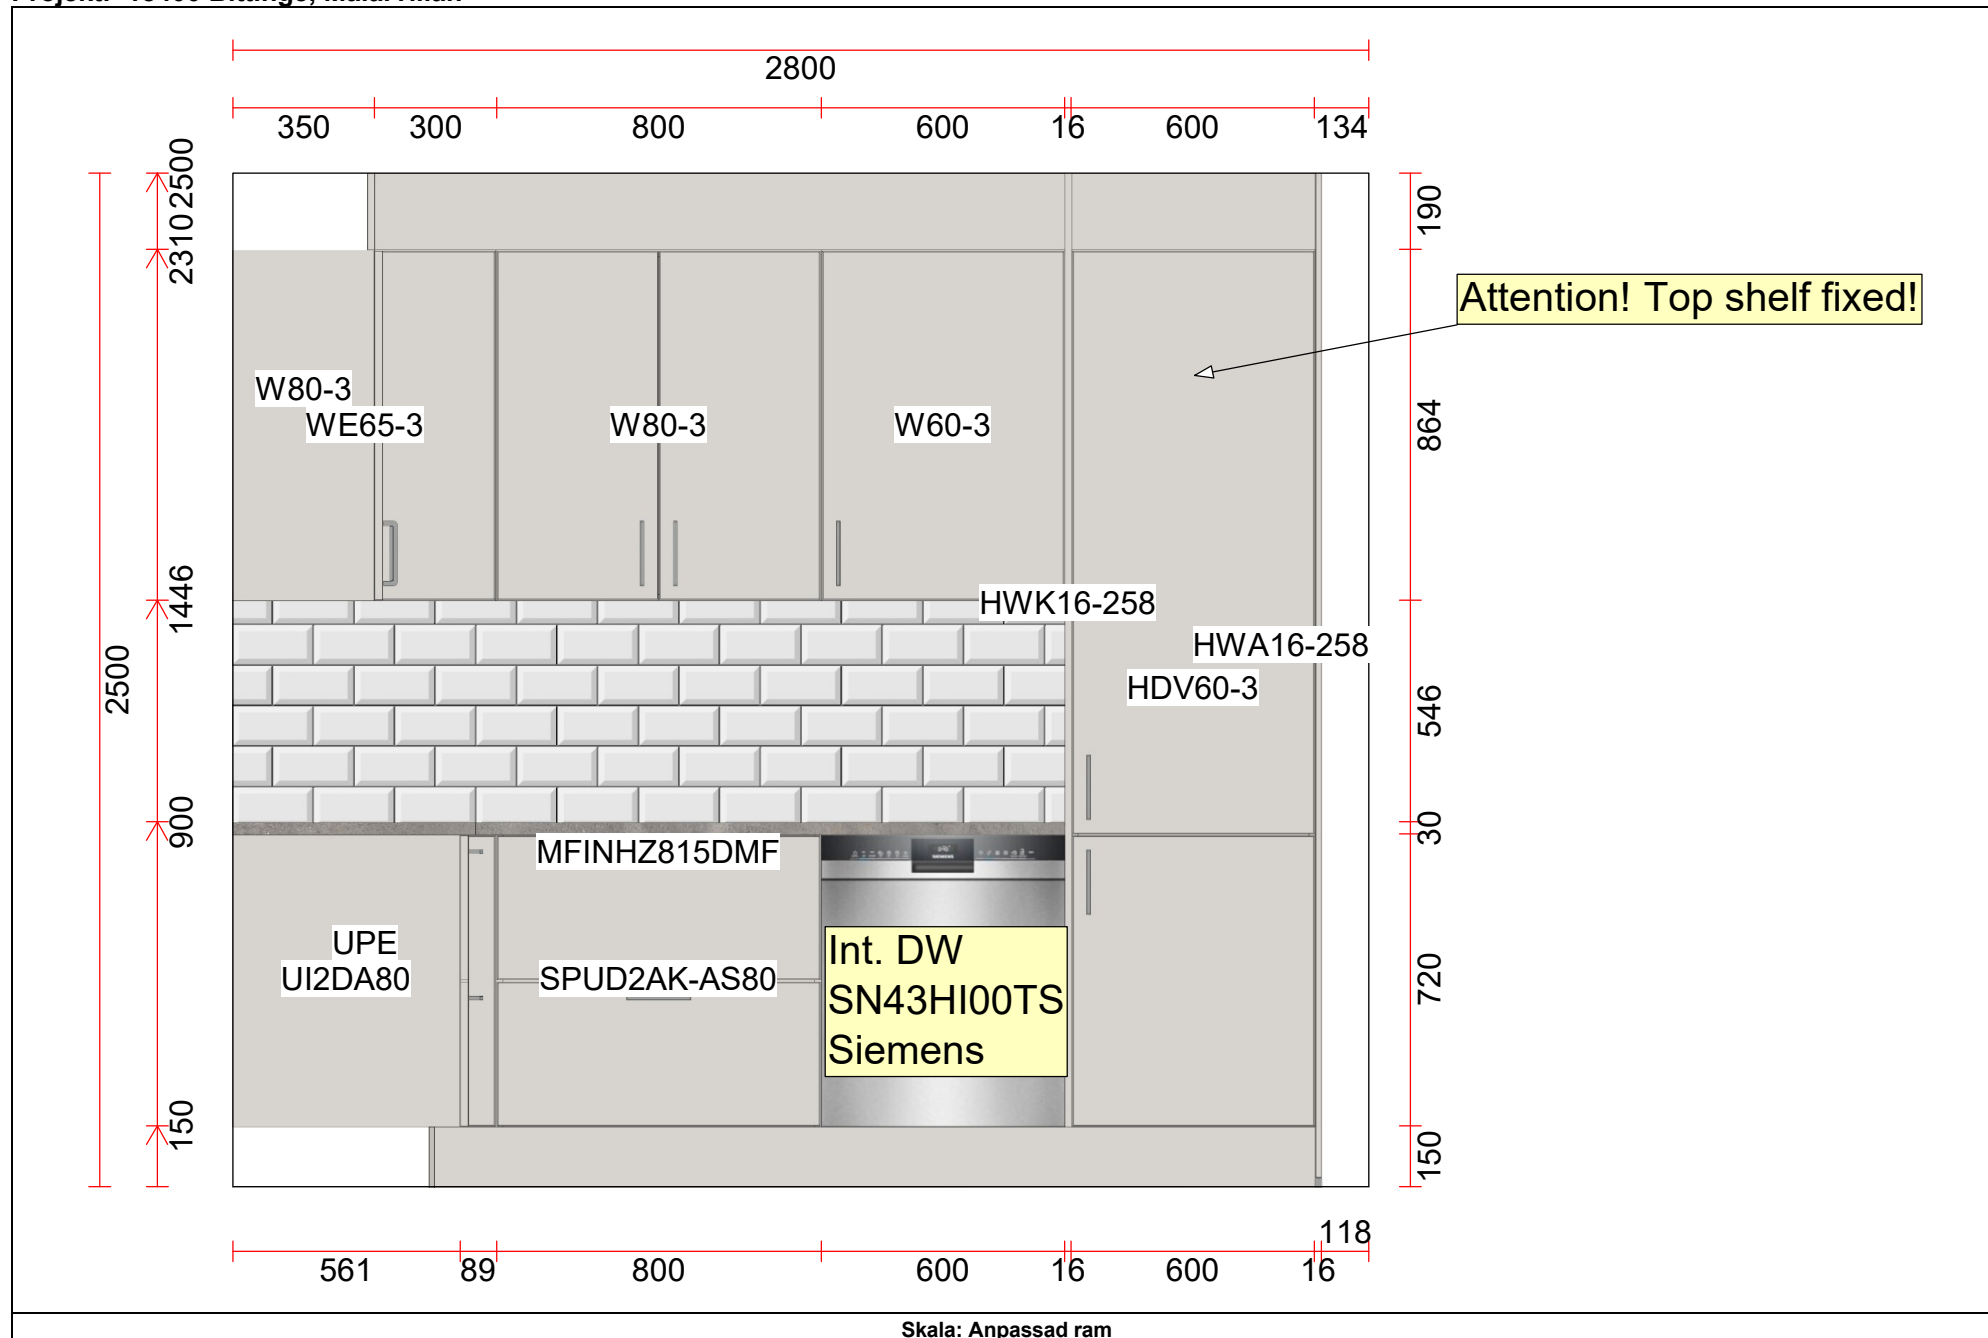 2800
350 300 800 600 16 600 134
2500
2310
1446
900
150
2500
190
864
546
30
720
150
Attention! Top shelf fixed!
W80-3
WE65-3
W80-3
W60-3
HWK16-258
HWA16-258
HDV60-3
MFINHZ815DMF
UPE
UI2DA80
SPUD2AK-AS80
SIEMENS
Int. DW
SN43HI00TS
Siemens
118
561 89 800 600 16 600 16
Skala: Anpassad ram